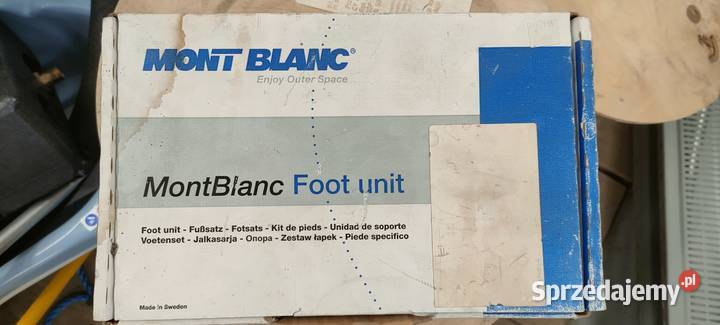 MONT BLANC®
Enjoy Outer Space
MontBlanc Foot unit
Foot unit - Fußsatz - Fotsats - Kit de pieds - Unidad de soporte
Voetenset - Jalkasarja - Опора - Zestaw łapek - Piede specifico
Made in Sweden
Sprzedajemy.pl